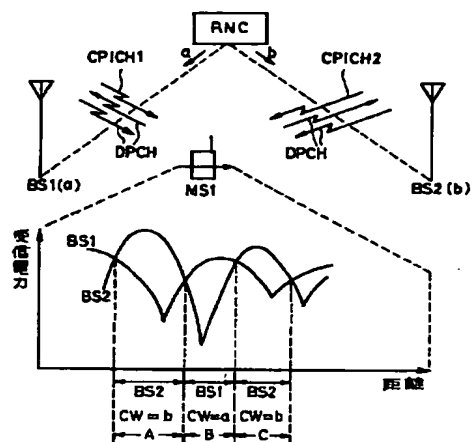 RNC
a
b
CPICH1
CPICH2
DPCH
DPCH
BS1(a)
MS1
BS2(b)
受信電力
BS1
BS2
距離
BS2
BS1
BS2
CW=b
CW=a
CW=b
A
B
C